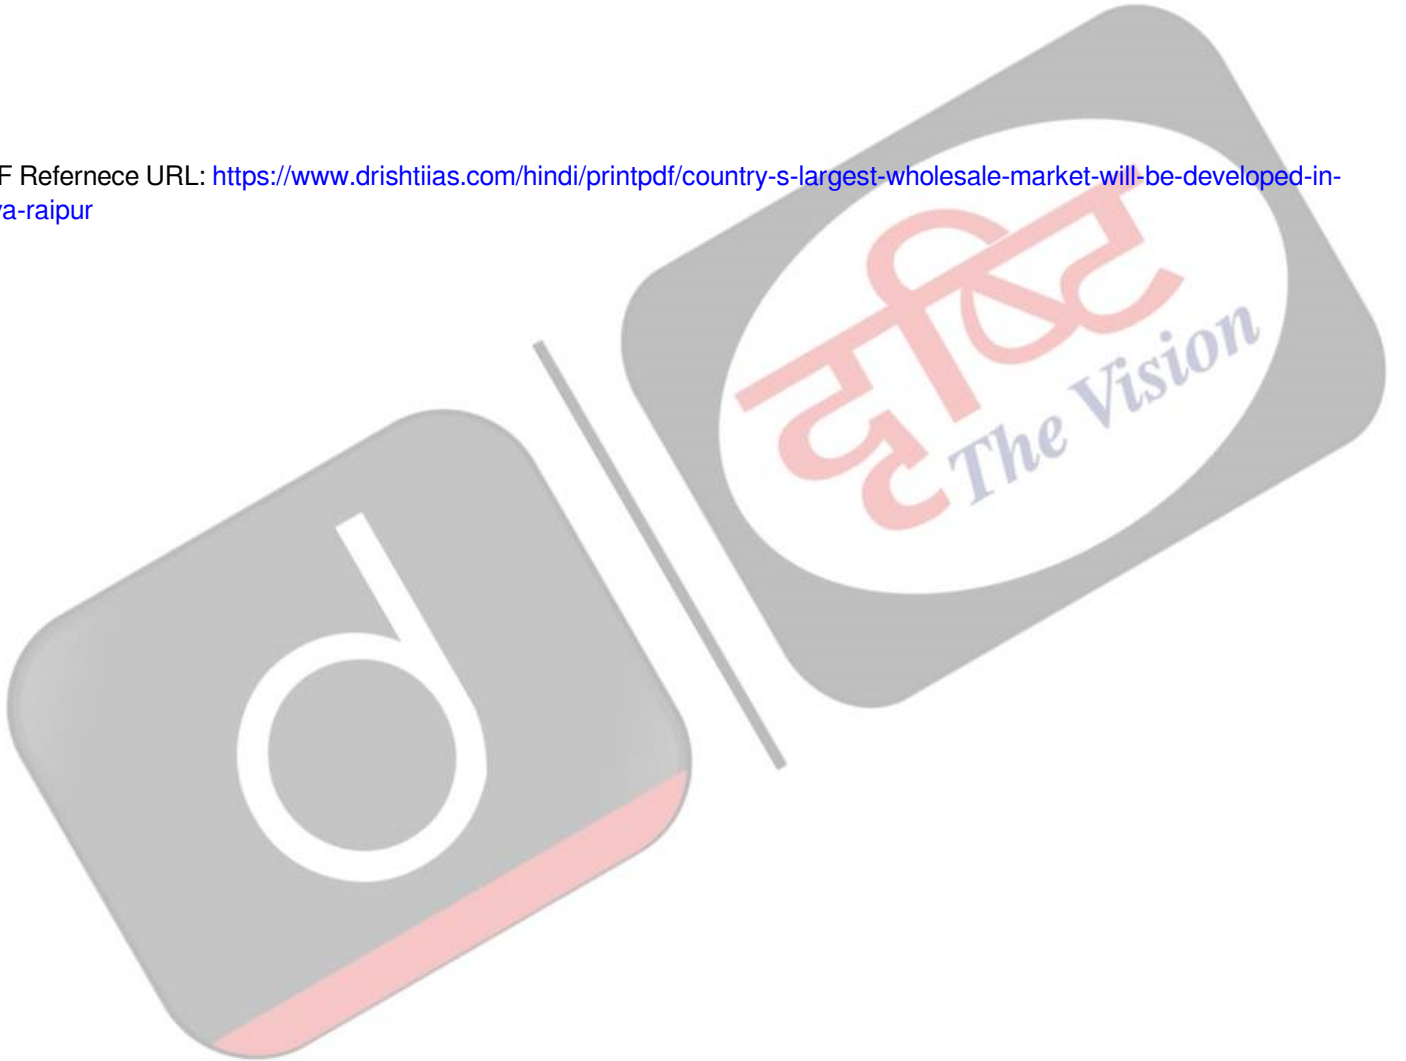 F Refernece URL: https://www.drishtiias.com/hindi/printpdf/country-s-largest-wholesale-market-will-be-developed-in-
a-raipur
दृष्टि
The Vision
d